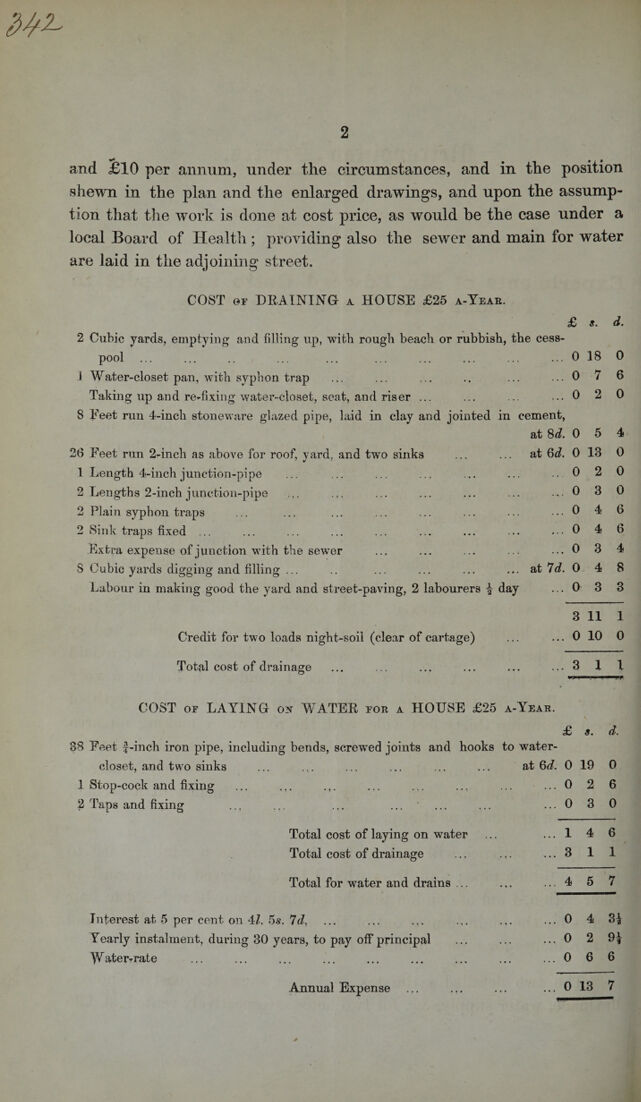 342
2
and £10 per annum, under the circumstances, and in the position
shewn in the plan and the enlarged drawings, and upon the assump-
tion that the work is done at cost price, as would be the case under a
local Board of Health; providing also the sewer and main for water
are laid in the adjoining street.
COST OF DRAINING A HOUSE £25 A-YEAR.
£ s. d.
2 Cubic yards, emptying and filling up, with rough beach or rubbish, the cess-
pool ... ... .. ... ... ... ... ... ... ... 0 18 0
1 Water-closet pan, with syphon trap ... ... ... .. ... ... 0 7 6
Taking up and re-fixing water-closet, seat, and riser ... ... ... ... 0 2 0
8 Feet run 4-inch stoneware glazed pipe, laid in clay and jointed in cement,
at 8d. 0 5 4
26 Feet run 2-inch as above for roof, yard, and two sinks ... ... at 6d. 0 13 0
1 Length 4-inch junction-pipe ... ... ... ... ... ... ... 0 2 0
2 Lengths 2-inch junction-pipe ... ... ... ... ... ... ... 0 3 0
2 Plain syphon traps ... ... ... ... ... ... ... ... 0 4 6
2 Sink traps fixed ... ... ... ... ... ... ... ... ... 0 4 6
Extra expense of junction with the sewer ... ... ... ... ... 0 3 4
8 Cubic yards digging and filling ... .. ... ... ... ... at 7d. 0 4 8
Labour in making good the yard and street-paving, 2 labourers ½ day ... 0 3 3
3 11 1
Credit for two loads night-soil (clear of cartage) ... ... 0 10 0
Total cost of drainage ... ... ... ... ... ... 3 1 1
COST OF LAYING ON WATER FOR A HOUSE £25 A-YEAR.
£ s. d.
38 Feet ¾-inch iron pipe, including bends, screwed joints and hooks to water-
closet, and two sinks ... ... ... ... ... ... at 6d. 0 19 0
1 Stop-cock and fixing ... ... ... ... ... ... ... ... 0 2 6
2 Taps and fixing ... ... ... ... ... ... ... 0 3 0
Total cost of laying on water ... ... 1 4 6
Total cost of drainage ... ... ... 3 1 1
Total for water and drains ... ... ... 4 5 7
Interest at 5 per cent on 4l. 5s. 7d. ... ... ... ... ... ... 0 4 3½
Yearly instalment, during 30 years, to pay off principal ... ... ... 0 2 9½
Water-rate ... ... ... ... ... ... ... ... ... 0 6 6
Annual Expense ... ... ... ... 0 13 7